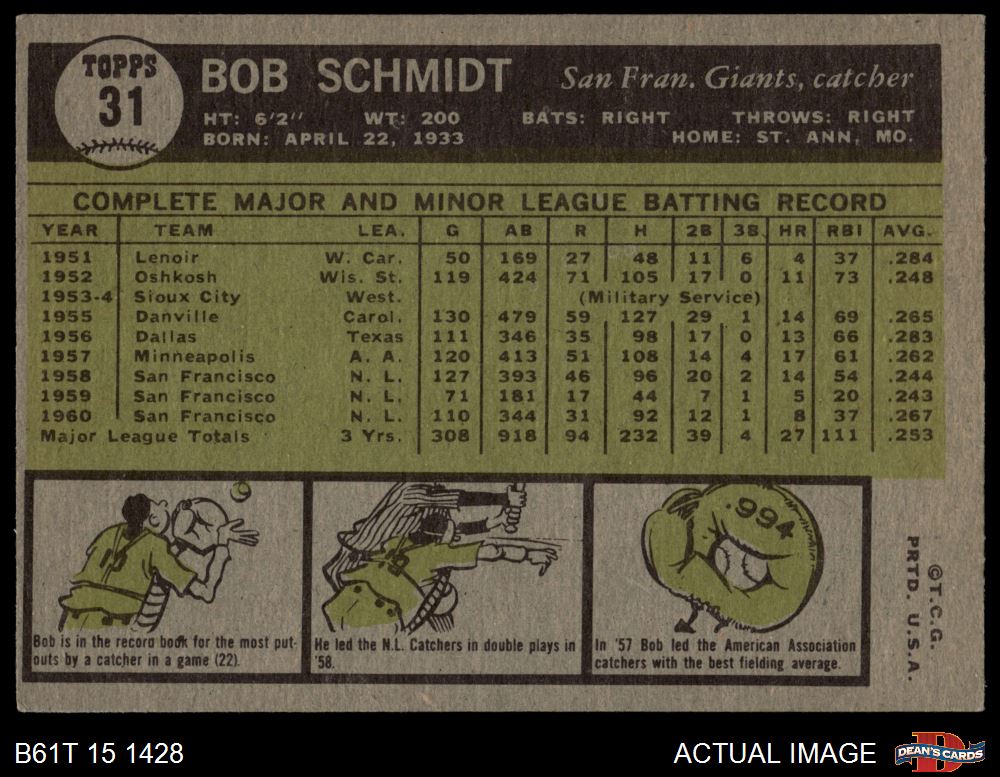 TOPPS
31
BOB SCHMIDT San Fran. Giants, catcher
HT: 6'2" WT: 200 BATS: RIGHT THROWS: RIGHT
BORN: APRIL 22, 1933 HOME: ST. ANN, MO.
COMPLETE MAJOR AND MINOR LEAGUE BATTING RECORD
YEAR TEAM LEA. G AB R H 2B 3B. HR RBI AVG.
1951 Lenoir W. Car. 50 169 27 48 11 6 4 37 .284
1952 Oshkosh Wis. St. 119 424 71 105 17 0 11 73 .248
1953-4 Sioux City West. (Military Service)
1955 Danville Carol. 130 479 59 127 29 1 14 69 .265
1956 Dallas Texas 111 346 35 98 17 0 13 66 .283
1957 Minneapolis A. A. 120 413 51 108 14 4 17 61 .262
1958 San Francisco N. L. 127 393 46 96 20 2 14 54 .244
1959 San Francisco N. L. 71 181 17 44 7 1 5 20 .243
1960 San Francisco N. L. 110 344 31 92 12 1 8 37 .267
Major League Totals 3 Yrs. 308 918 94 232 39 4 27 111 .253
.994
Bob is in the record book for the most put-
outs by a catcher in a game (22).
He led the N.L. Catchers in double plays in
'58.
In '57 Bob led the American Association
catchers with the best fielding average.
©T.C.G.
PRTD. U.S.A.
B61T 15 1428 ACTUAL IMAGE
D
DEAN'S CARDS